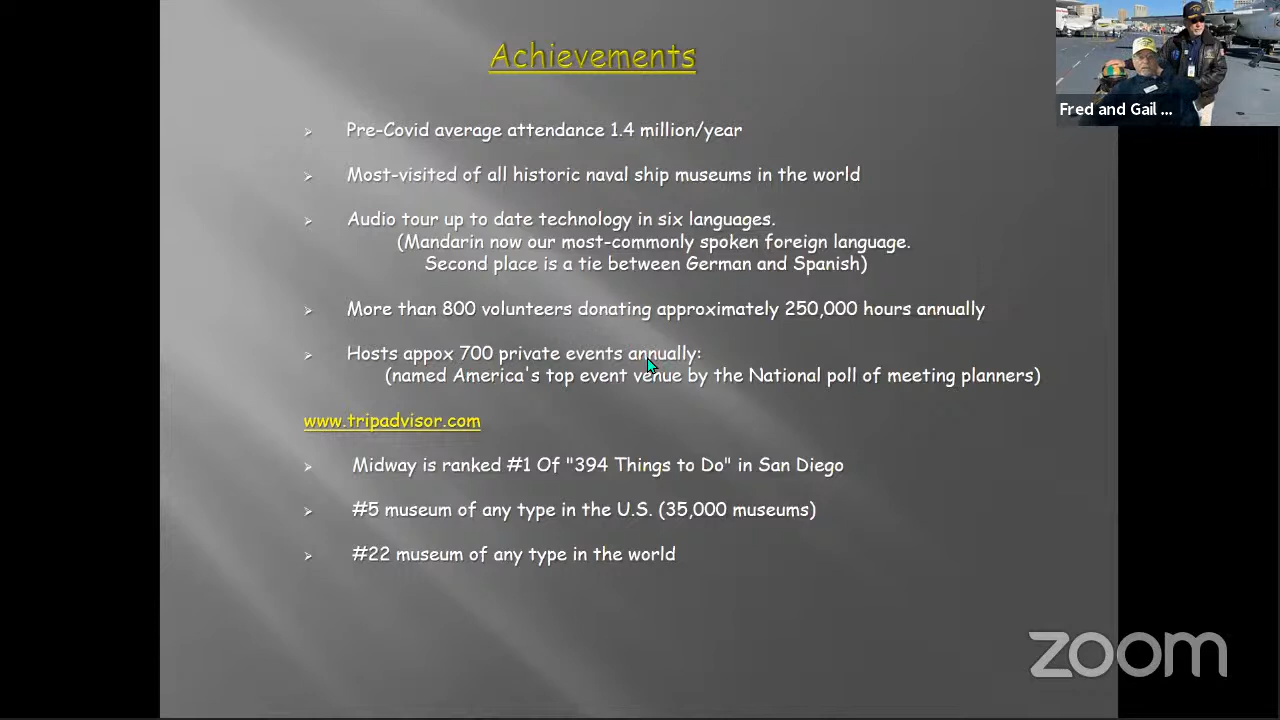 Achievements
Pre-Covid average attendance 1.4 million/year
Most-visited of all historic naval ship museums in the world
Audio tour up to date technology in six languages.
(Mandarin now our most-commonly spoken foreign language.
Second place is a tie between German and Spanish)
More than 800 volunteers donating approximately 250,000 hours annually
Hosts appox 700 private events annually:
(named America's top event venue by the National poll of meeting planners)
www.tripadvisor.com
Midway is ranked #1 Of "394 Things to Do" in San Diego
#5 museum of any type in the U.S. (35,000 museums)
#22 museum of any type in the world
Fred and Gail ...
zoom